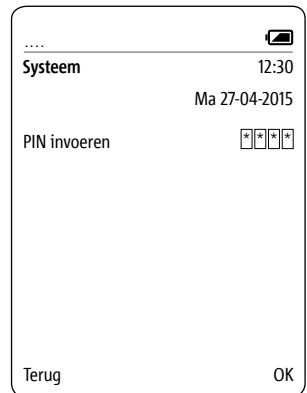 ....
Systeem 12:30
Ma 27-04-2015
PIN invoeren ****
Terug OK